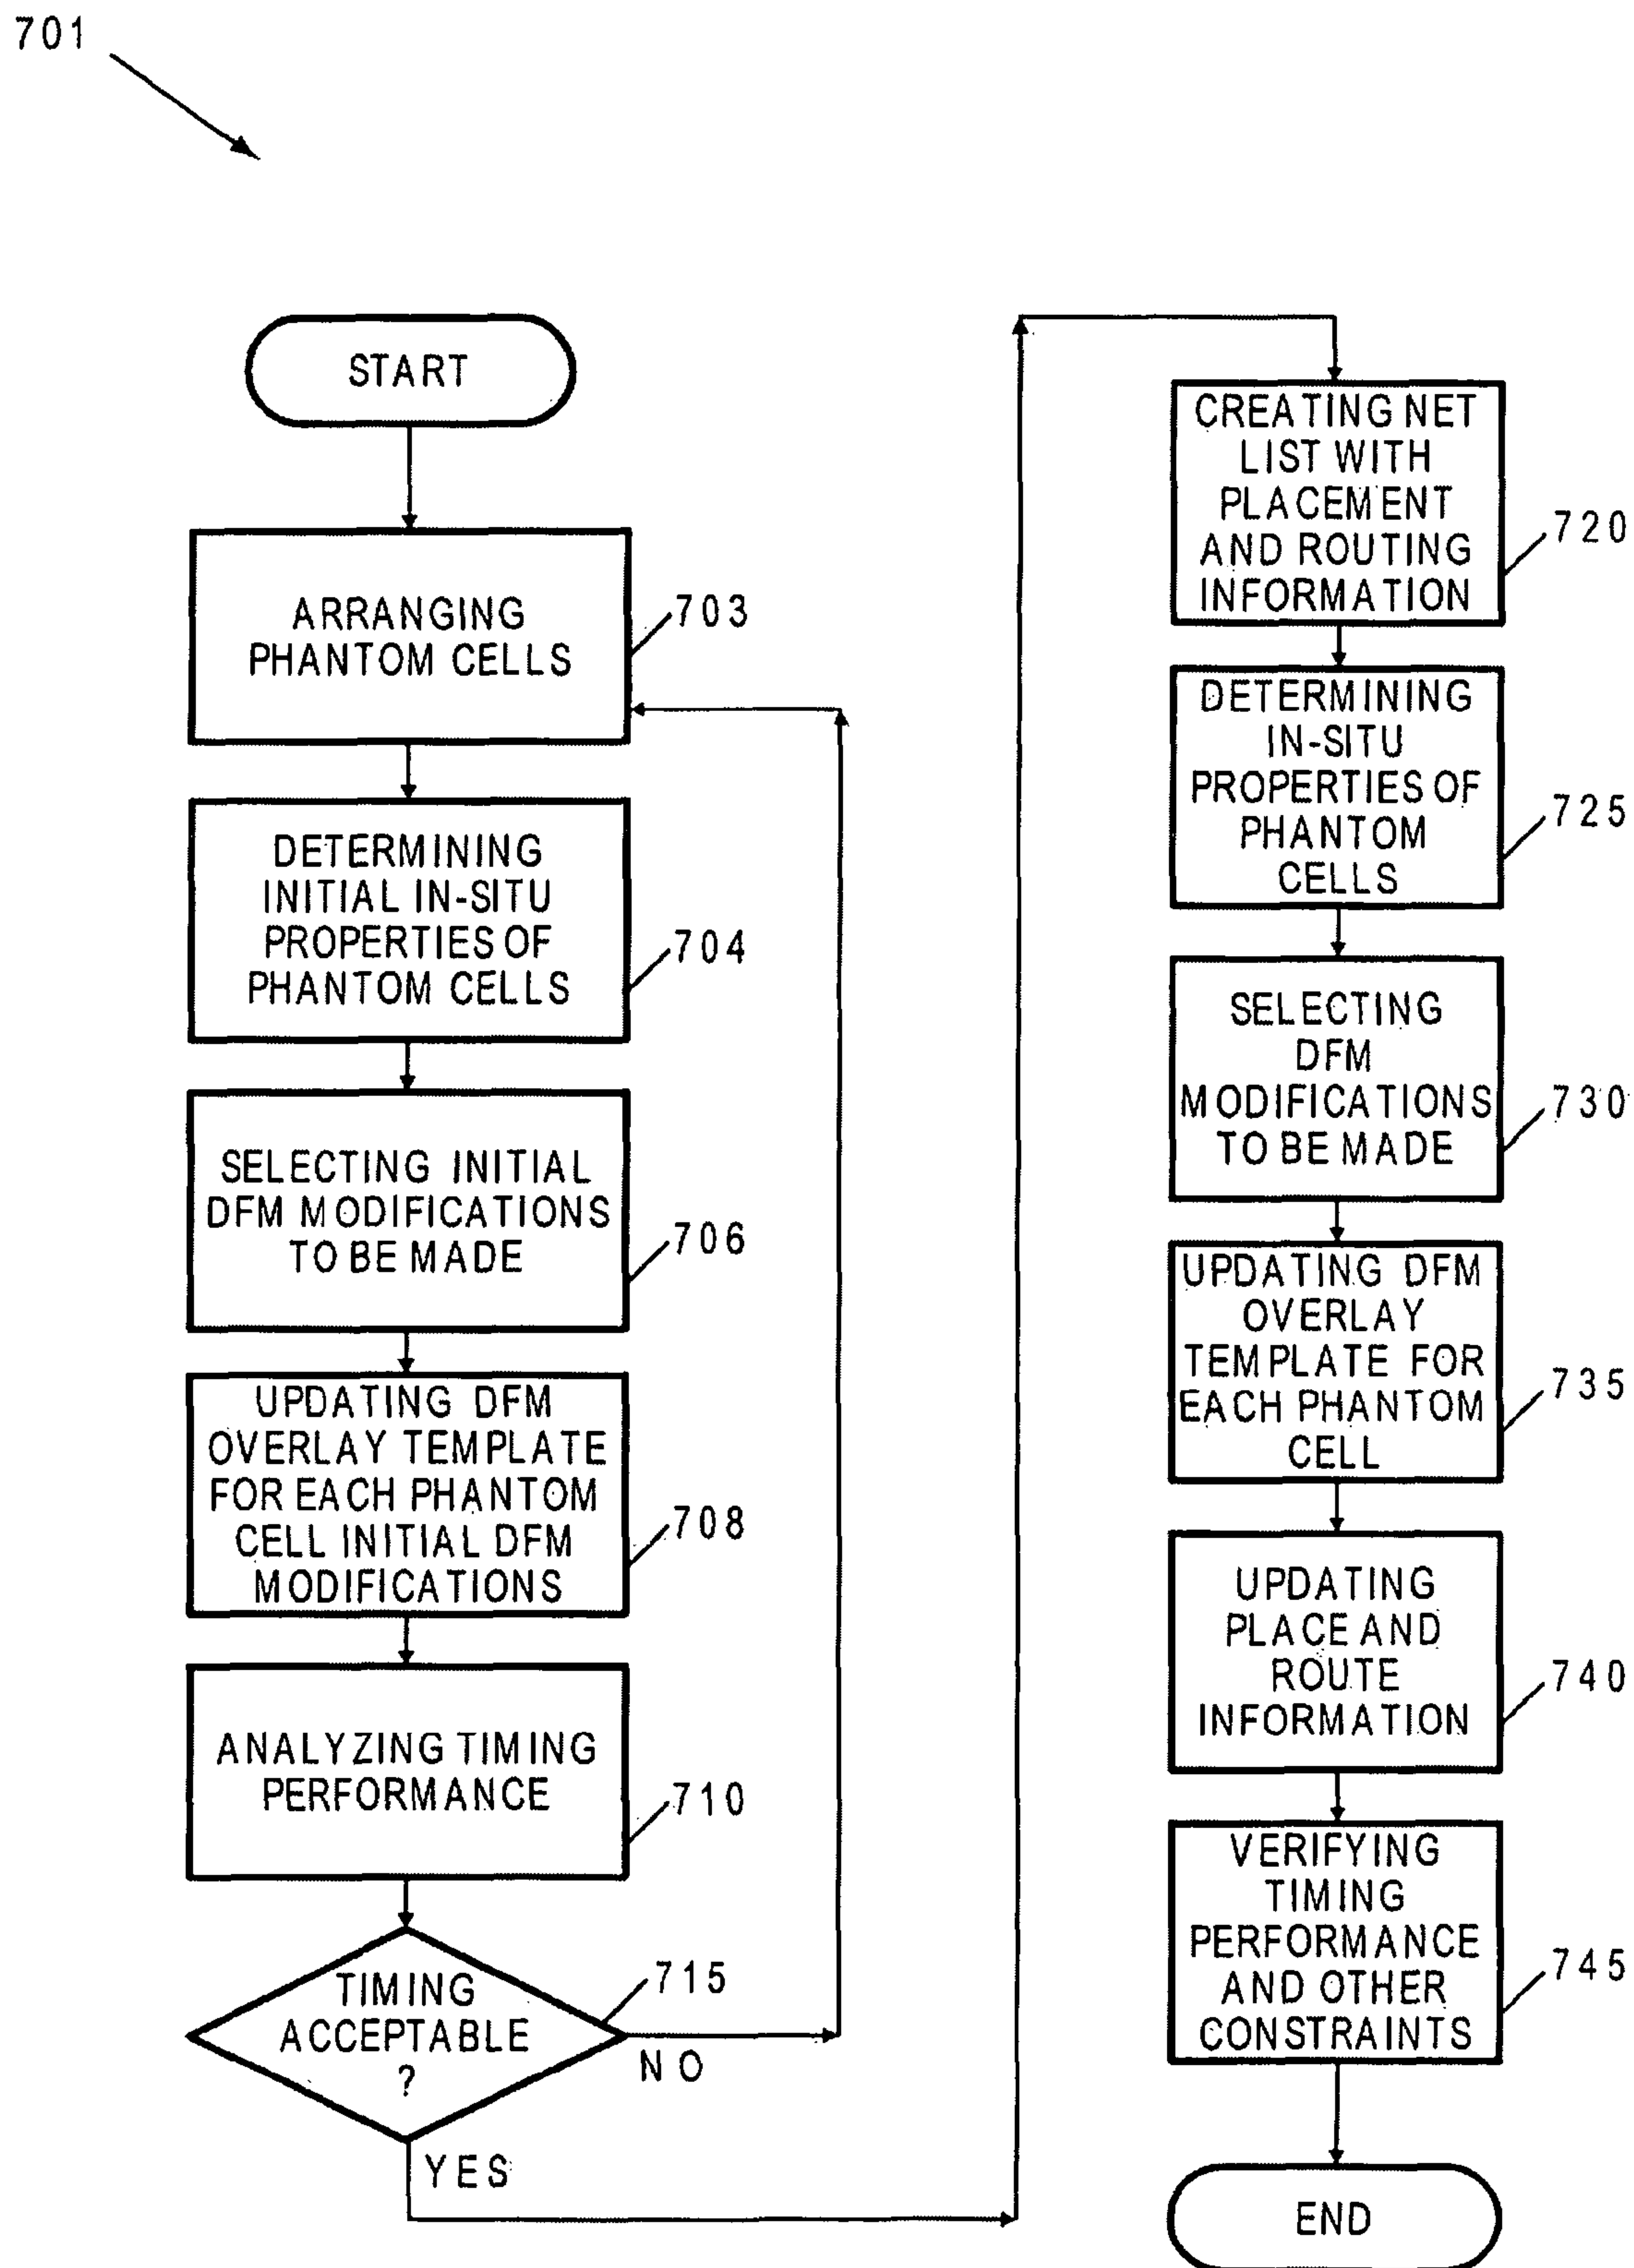 701
START
ARRANGING
PHANTOM CELLS
703
DETERMINING
INITIAL IN-SITU
PROPERTIES OF
PHANTOM CELLS
704
SELECTING INITIAL
DFM MODIFICATIONS
TO BE MADE
706
UPDATING DFM
OVERLAY TEMPLATE
FOR EACH PHANTOM
CELL INITIAL DFM
MODIFICATIONS
708
ANALYZING TIMING
PERFORMANCE
710
TIMING
ACCEPTABLE
?
715
NO
YES
CREATING NET
LIST WITH
PLACEMENT
AND ROUTING
INFORMATION
720
DETERMINING
IN-SITU
PROPERTIES OF
PHANTOM
CELLS
725
SELECTING
DFM
MODIFICATIONS
TO BE MADE
730
UPDATING DFM
OVERLAY
TEMPLATE FOR
EACH PHANTOM
CELL
735
UPDATING
PLACE AND
ROUTE
INFORMATION
740
VERIFYING
TIMING
PERFORMANCE
AND OTHER
CONSTRAINTS
745
END